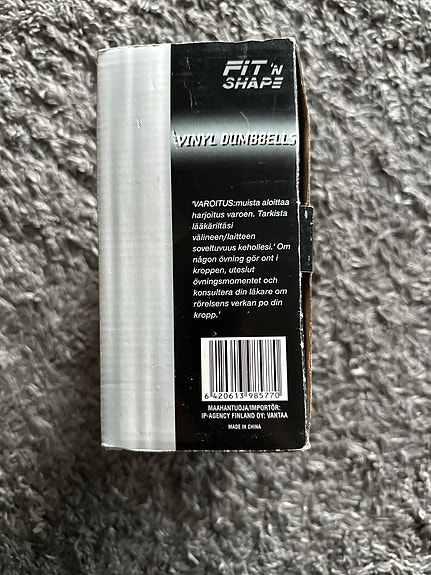 FiT 'N
SHAPE
VINYL DUMBBELLS
'VAROITUS:muista aloittaa
harjoitus varoen. Tarkista
lääkäriltäsi
välineen/laitteen
soveltuvuus kehollesi.' Om
någon övning gör ont i
kroppen, uteslut
övningsmomentet och
konsultera din läkare om
rörelsens verkan po din
kropp.'
6 420613 985770
MAAHANTUOJA/IMPORTÖR:
IP-AGENCY FINLAND OY; VANTAA
MADE IN CHINA